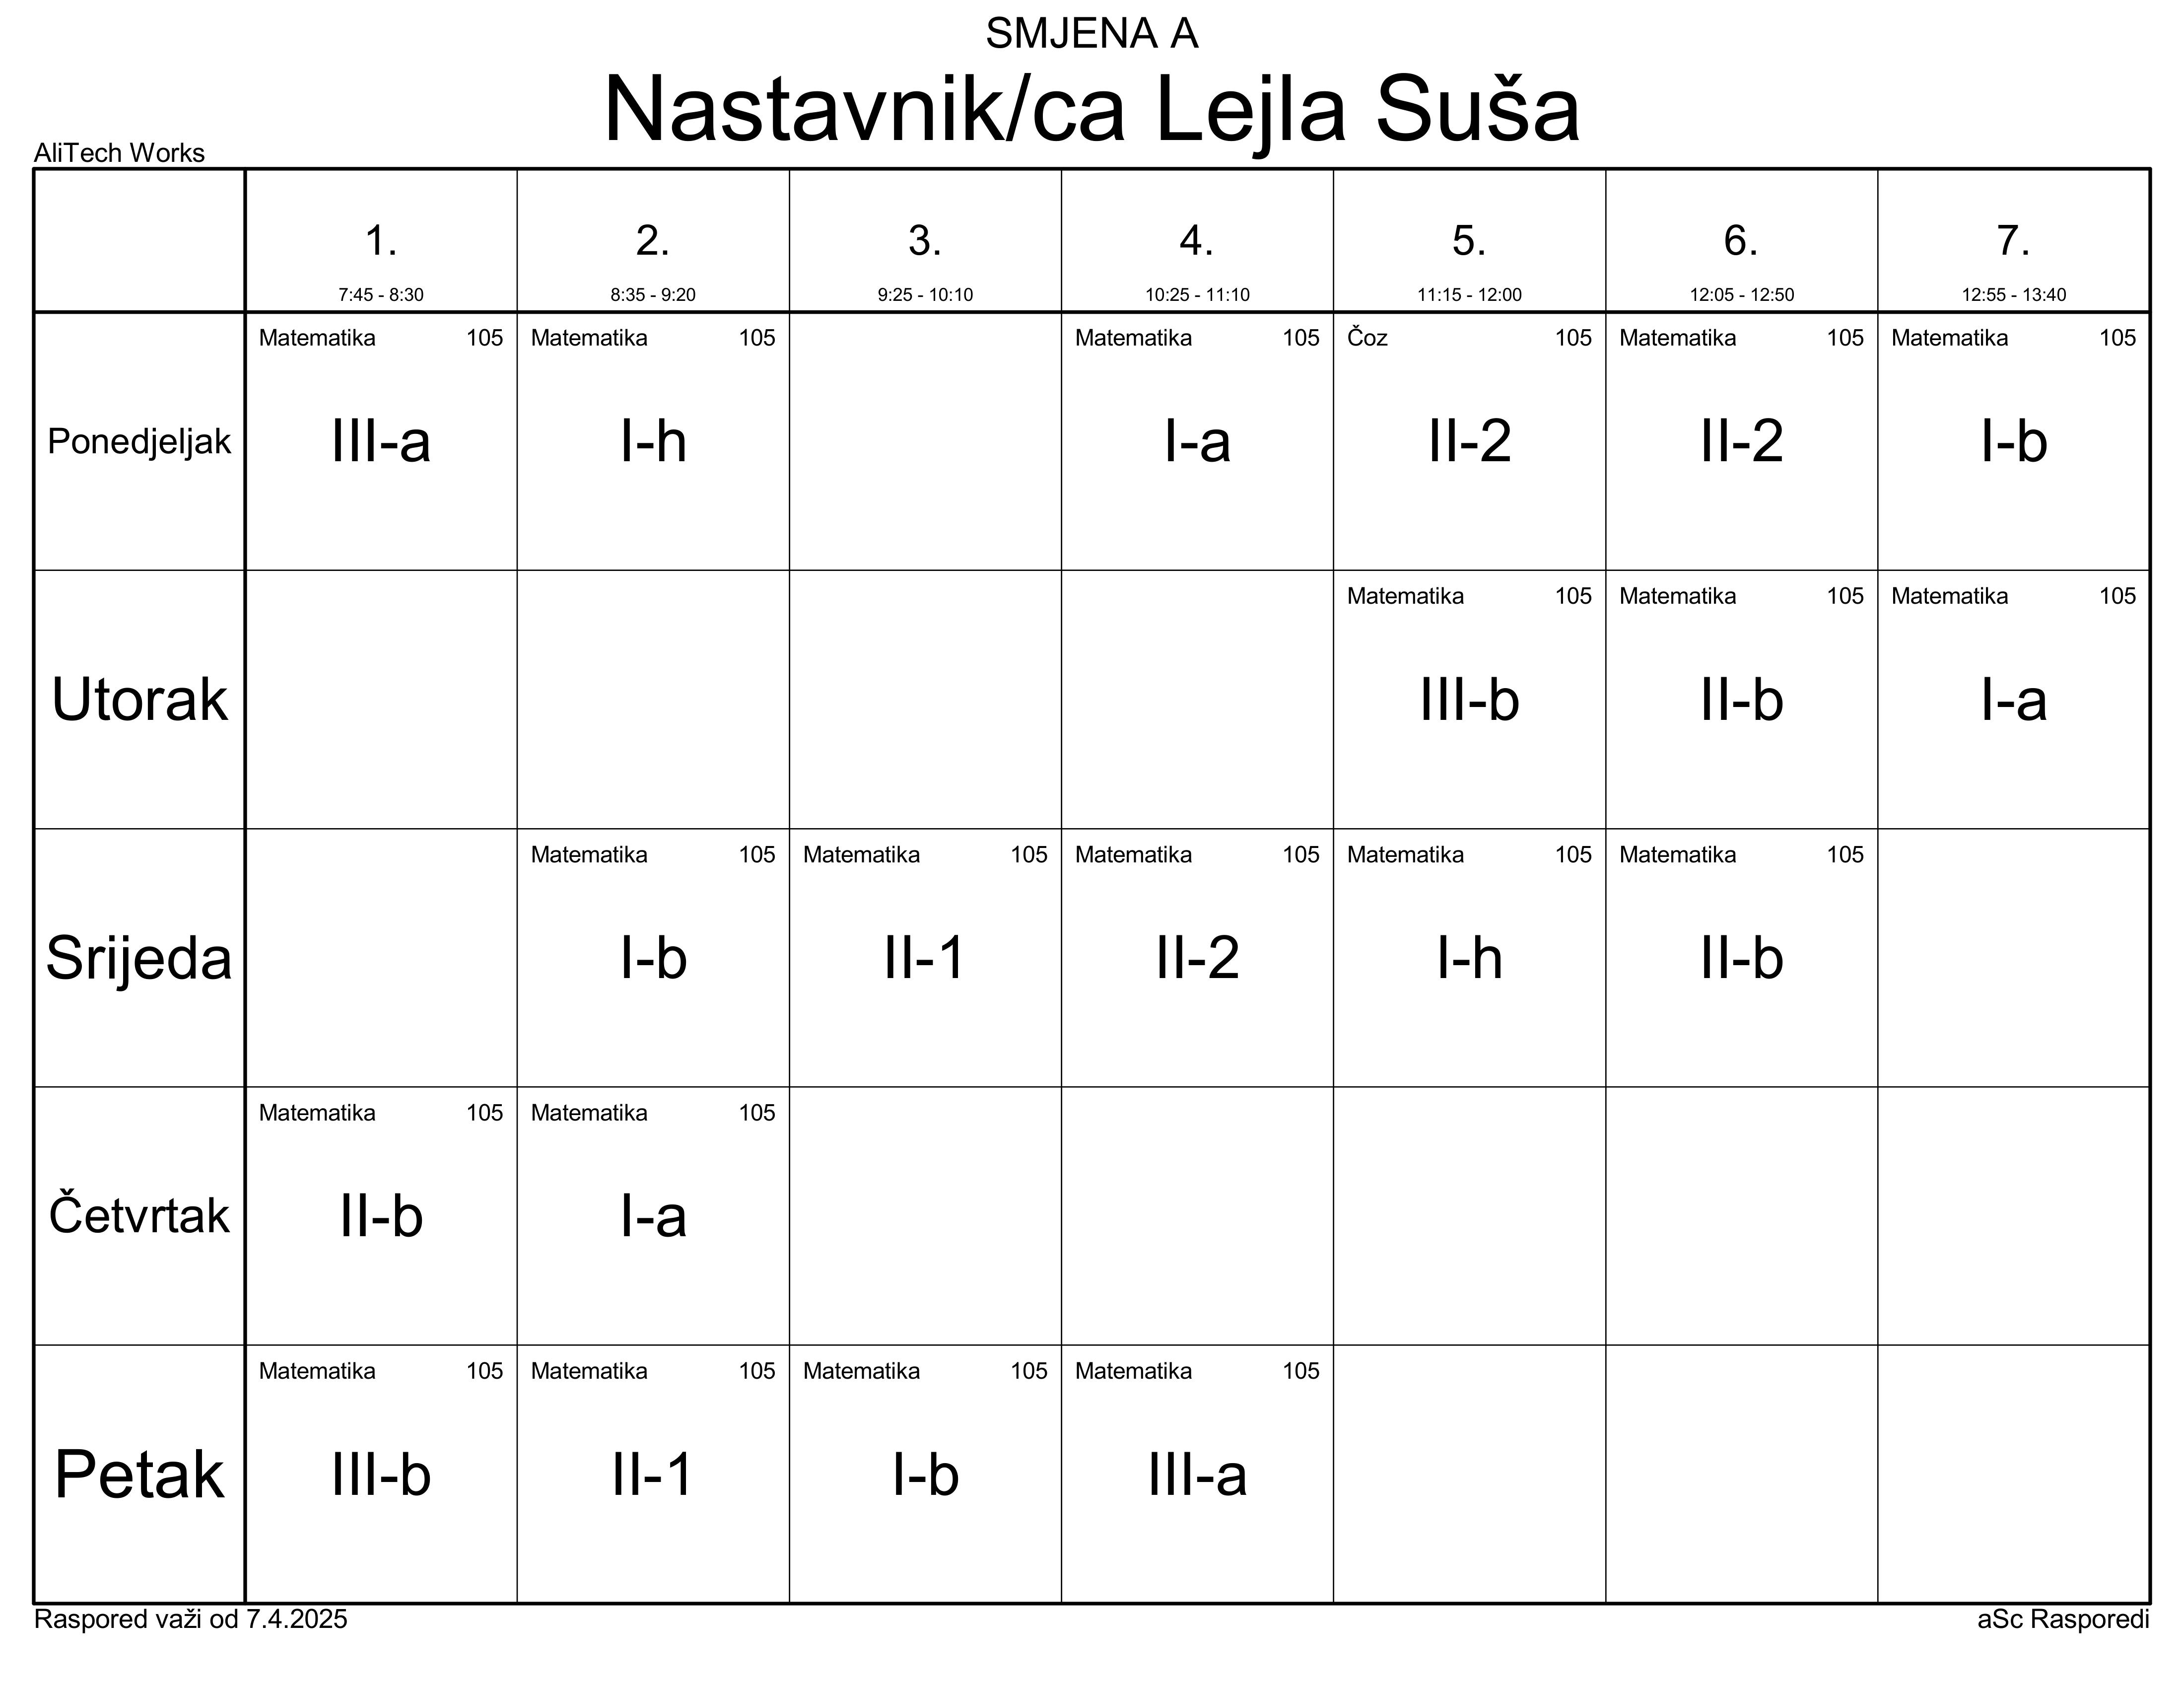 SMJENA A
Nastavnik/ca Lejla Suša
AliTech Works
1. 2. 3. 4. 5. 6. 7.
7:45 - 8:30 8:35 - 9:20 9:25 - 10:10 10:25 - 11:10 11:15 - 12:00 12:05 - 12:50 12:55 - 13:40
Matematika 105 Matematika 105 Matematika 105 Čoz 105 Matematika 105 Matematika 105
Ponedjeljak III-a I-h I-a II-2 II-2 I-b
Matematika 105 Matematika 105 Matematika 105
Utorak III-b II-b I-a
Matematika 105 Matematika 105 Matematika 105 Matematika 105 Matematika 105
Srijeda I-b II-1 II-2 I-h II-b
Matematika 105 Matematika 105
Četvrtak II-b I-a
Matematika 105 Matematika 105 Matematika 105 Matematika 105
Petak III-b II-1 I-b III-a
Raspored važi od 7.4.2025 aSc Rasporedi